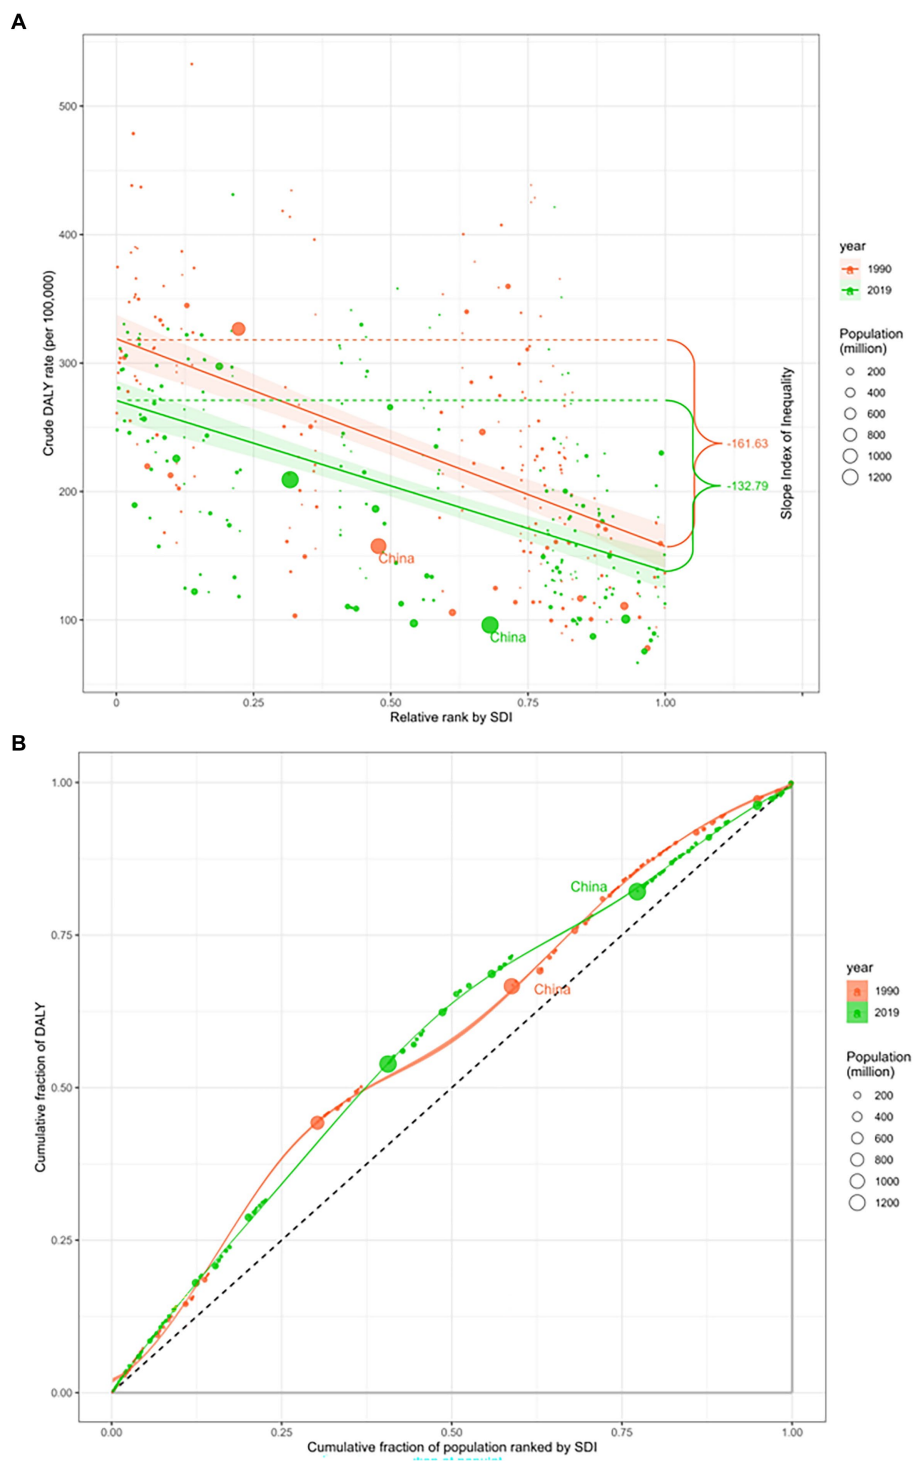 A
Crude DALY rate (per 100,000)
500
400
300
200
100
0
0.25
0.50
0.75
1.00
Relative rank by SDI
China
China
-161.63
-132.79
Slope Index of Inequality
year
1990
2019
Population
(million)
200
400
600
800
1000
1200
B
Cumulative fraction of DALY
1.00
0.75
0.50
0.25
0.00
0.00
0.25
0.50
0.75
1.00
Cumulative fraction of population ranked by SDI
China
China
year
1990
2019
Population
(million)
200
400
600
800
1000
1200